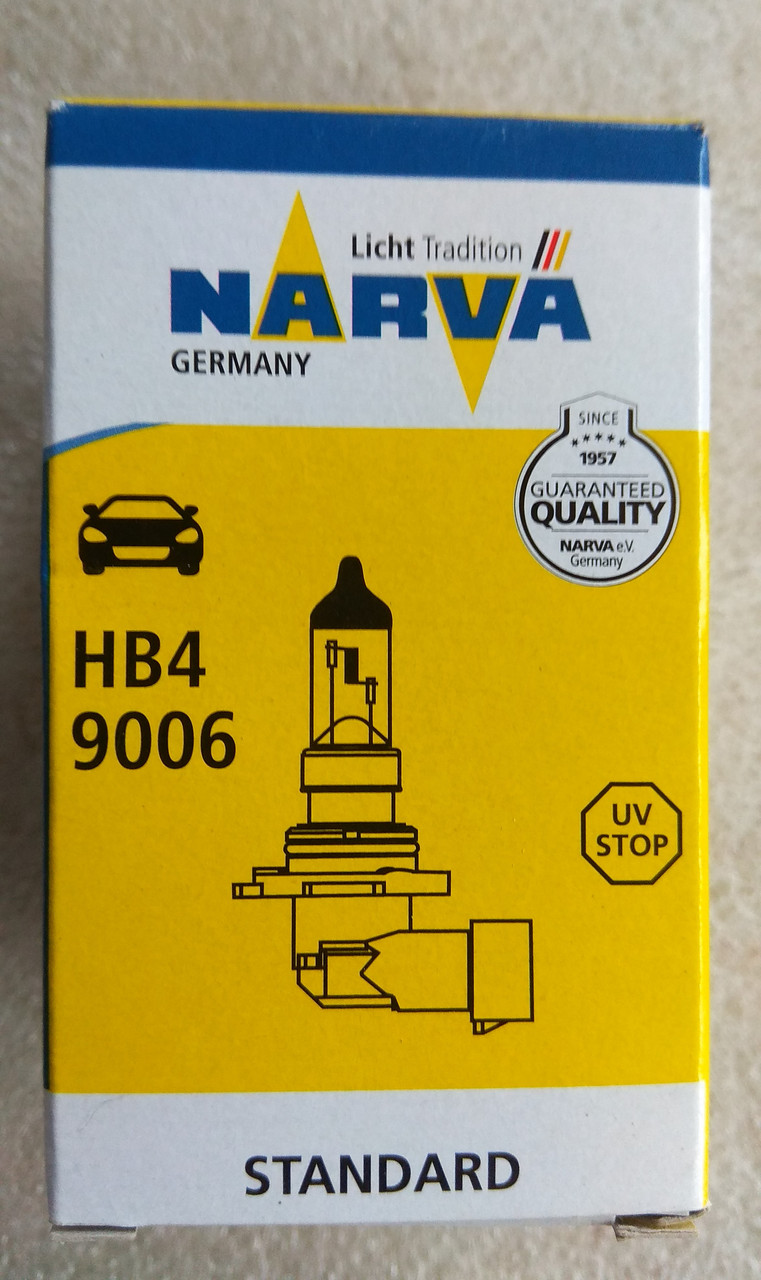 Licht Tradition
NARVA
GERMANY
SINCE
1957
GUARANTEED
QUALITY
NARVA e.V.
Germany
HB4
9006
UV
STOP
STANDARD